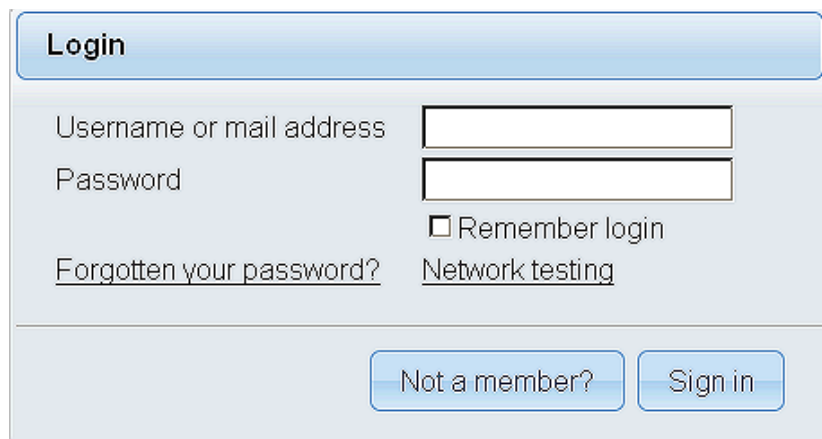 Login
Username or mail address
Password
Remember login
Forgotten your password? Network testing
Not a member? Sign in